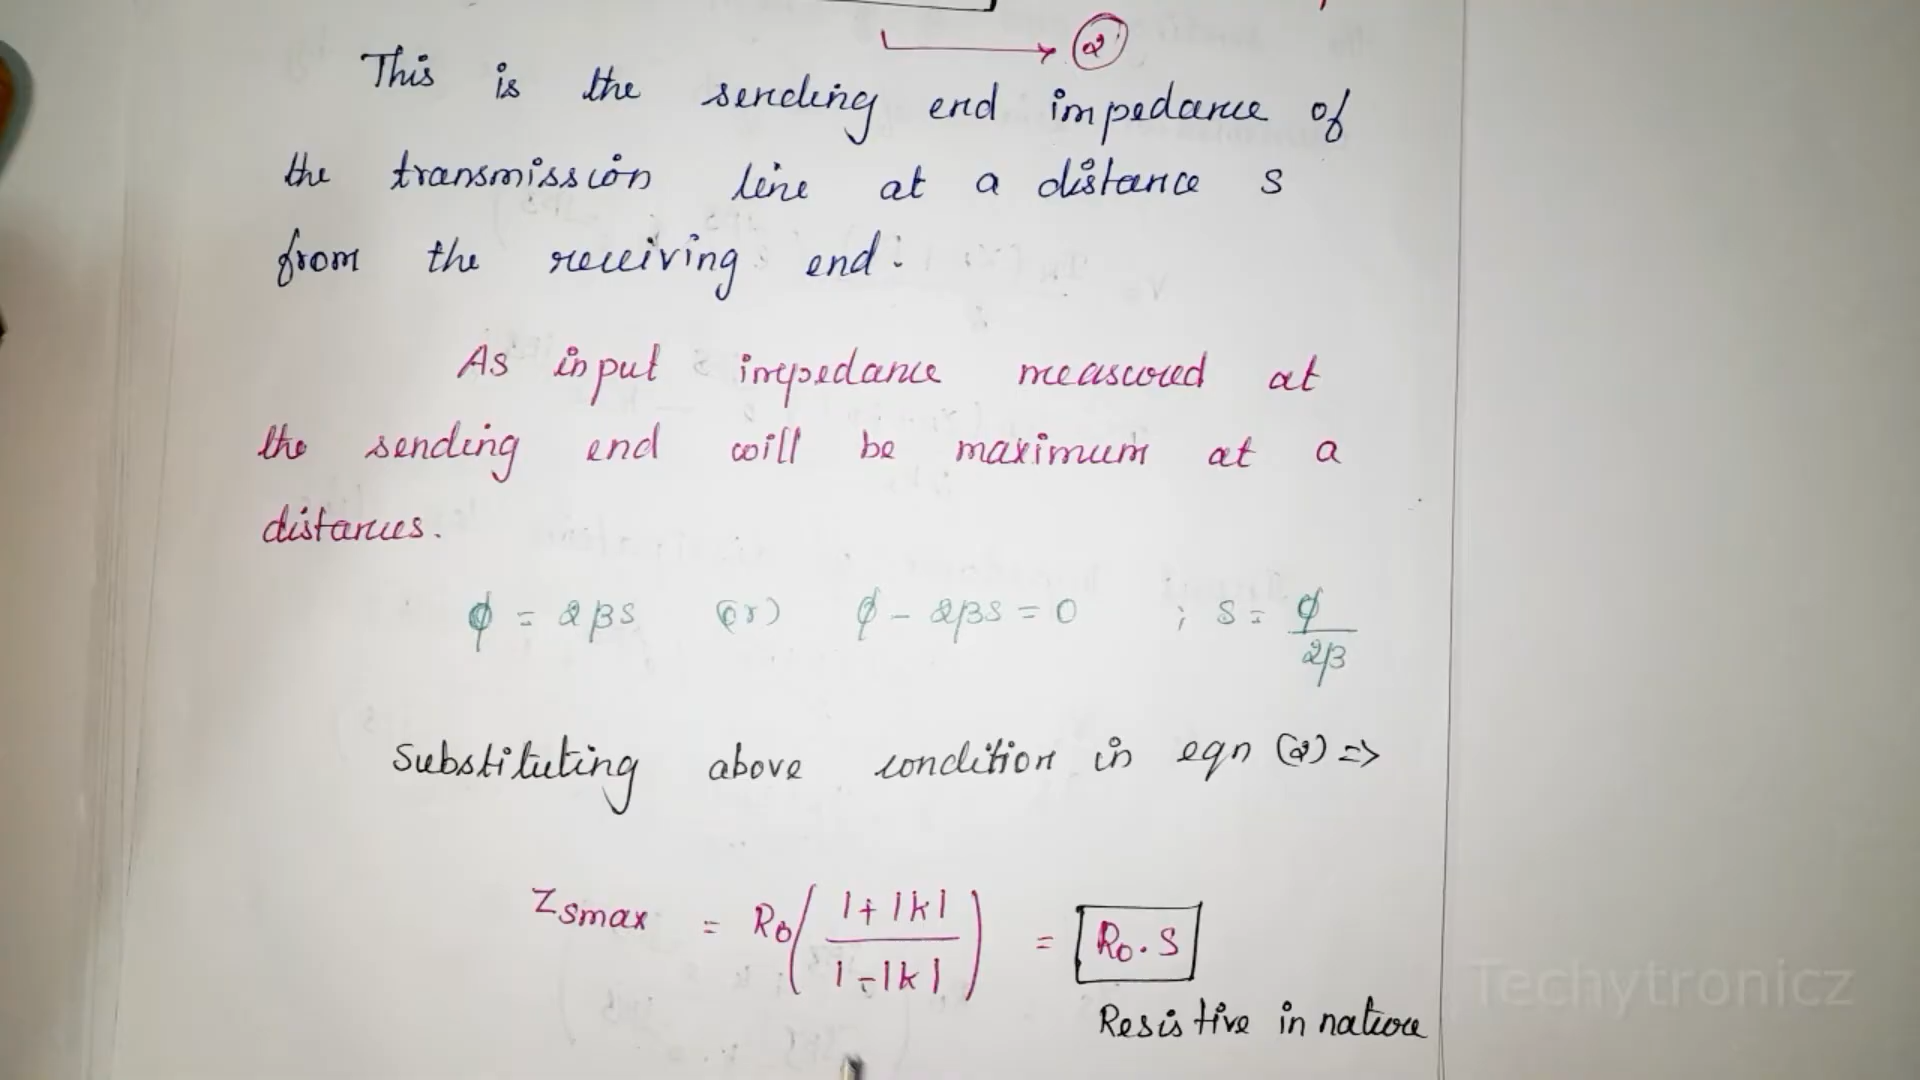 2
This is the sending end impedance of
the transmission line at a distance s
from the receiving end.
As input impedance measured at
the sending end will be maximum at a
distances.
ϕ = 2βs (or) ϕ - 2βs = 0 ; s = ϕ/2β
Substituting above condition in eqn (2) =>
Zsmax = R0 (1+|k| / 1-|k|) = R0 . S
Resistive in nature
Techytronicz